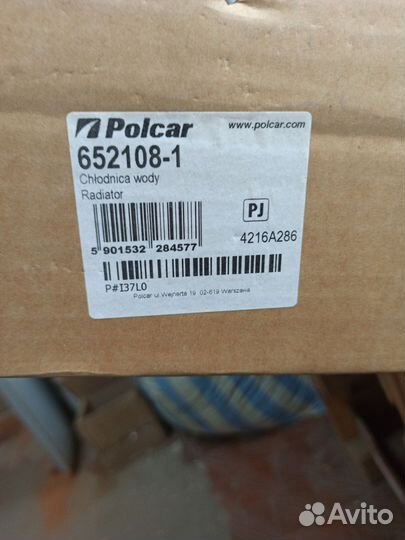 Polcar
www.polcar.com
652108-1
Chłodnica wody
Radiator
PJ
4216A286
5 901532 284577
P#I37L0
Polcar ul.Wejnerta 19 02-619 Warszawa
Avito